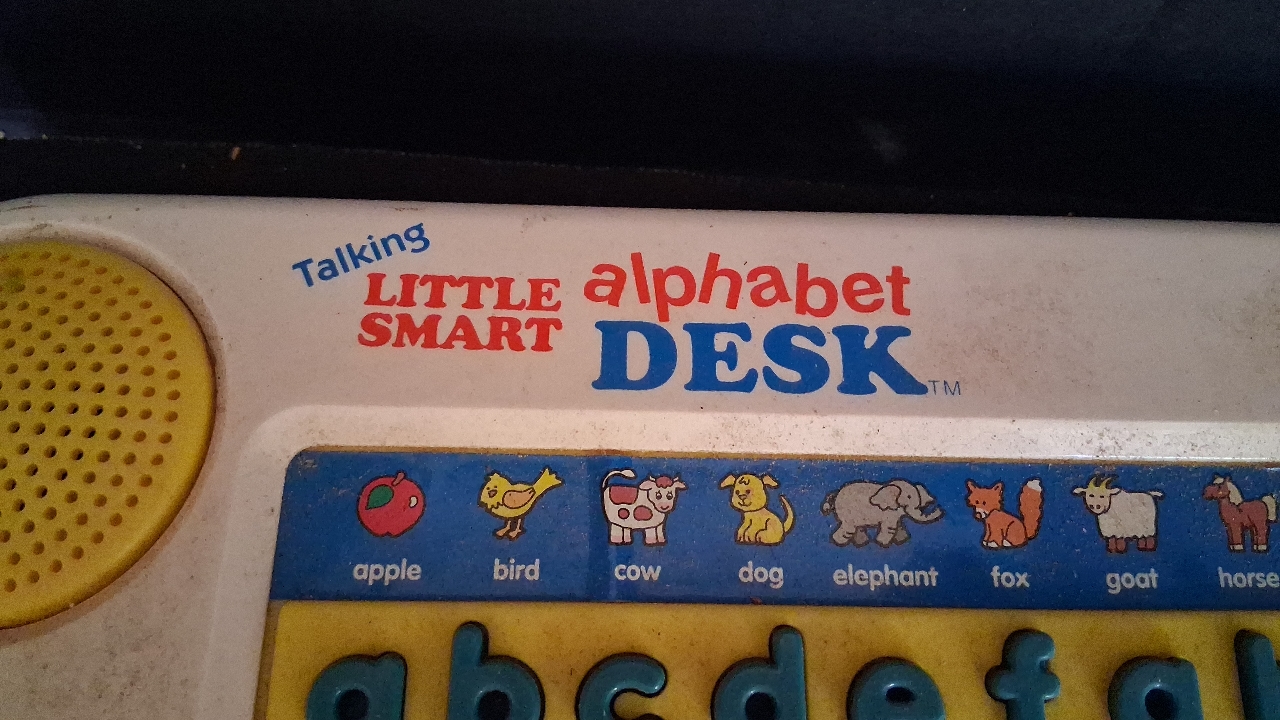 Talking
LITTLE alphabet
SMART DESK™
apple bird cow dog elephant fox goat horse
a b c d e f g h